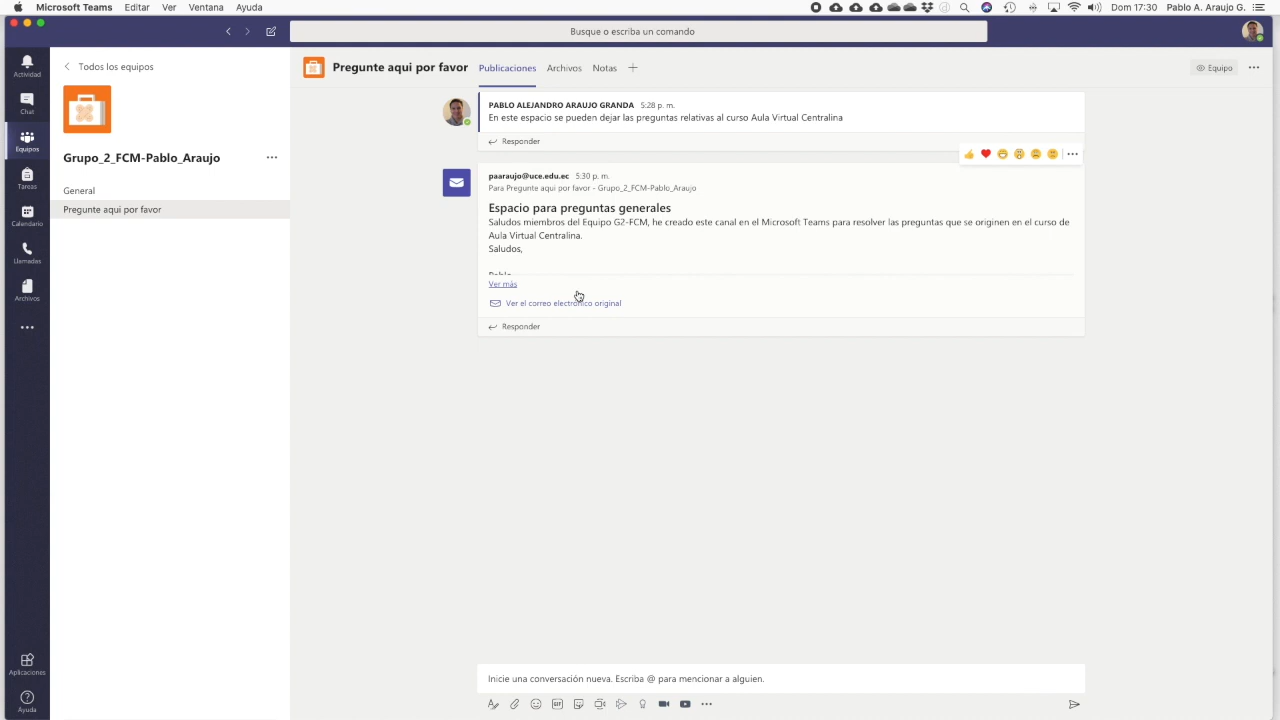 Microsoft Teams Editar Ver Ventana Ayuda
Dom 17:30 Pablo A. Araujo G.
Busque o escriba un comando
Actividad
Chat
Equipos
Tareas
Calendario
Llamadas
Archivos
Aplicaciones
Ayuda
Todos los equipos
Grupo_2_FCM-Pablo_Araujo
General
Pregunte aqui por favor
Pregunte aqui por favor Publicaciones Archivos Notas
Equipo
PABLO ALEJANDRO ARAUJO GRANDA 5:28 p. m.
En este espacio se pueden dejar las preguntas relativas al curso Aula Virtual Centralina
Responder
paaraujo@uce.edu.ec 5:30 p. m.
Para Pregunte aqui por favor - Grupo_2_FCM-Pablo_Araujo
Espacio para preguntas generales
Saludos miembros del Equipo G2-FCM, he creado este canal en el Microsoft Teams para resolver las preguntas que se originen en el curso de
Aula Virtual Centralina.
Saludos,
Ver más
Ver el correo electrónico original
Responder
Inicie una conversación nueva. Escriba @ para mencionar a alguien.
GIF